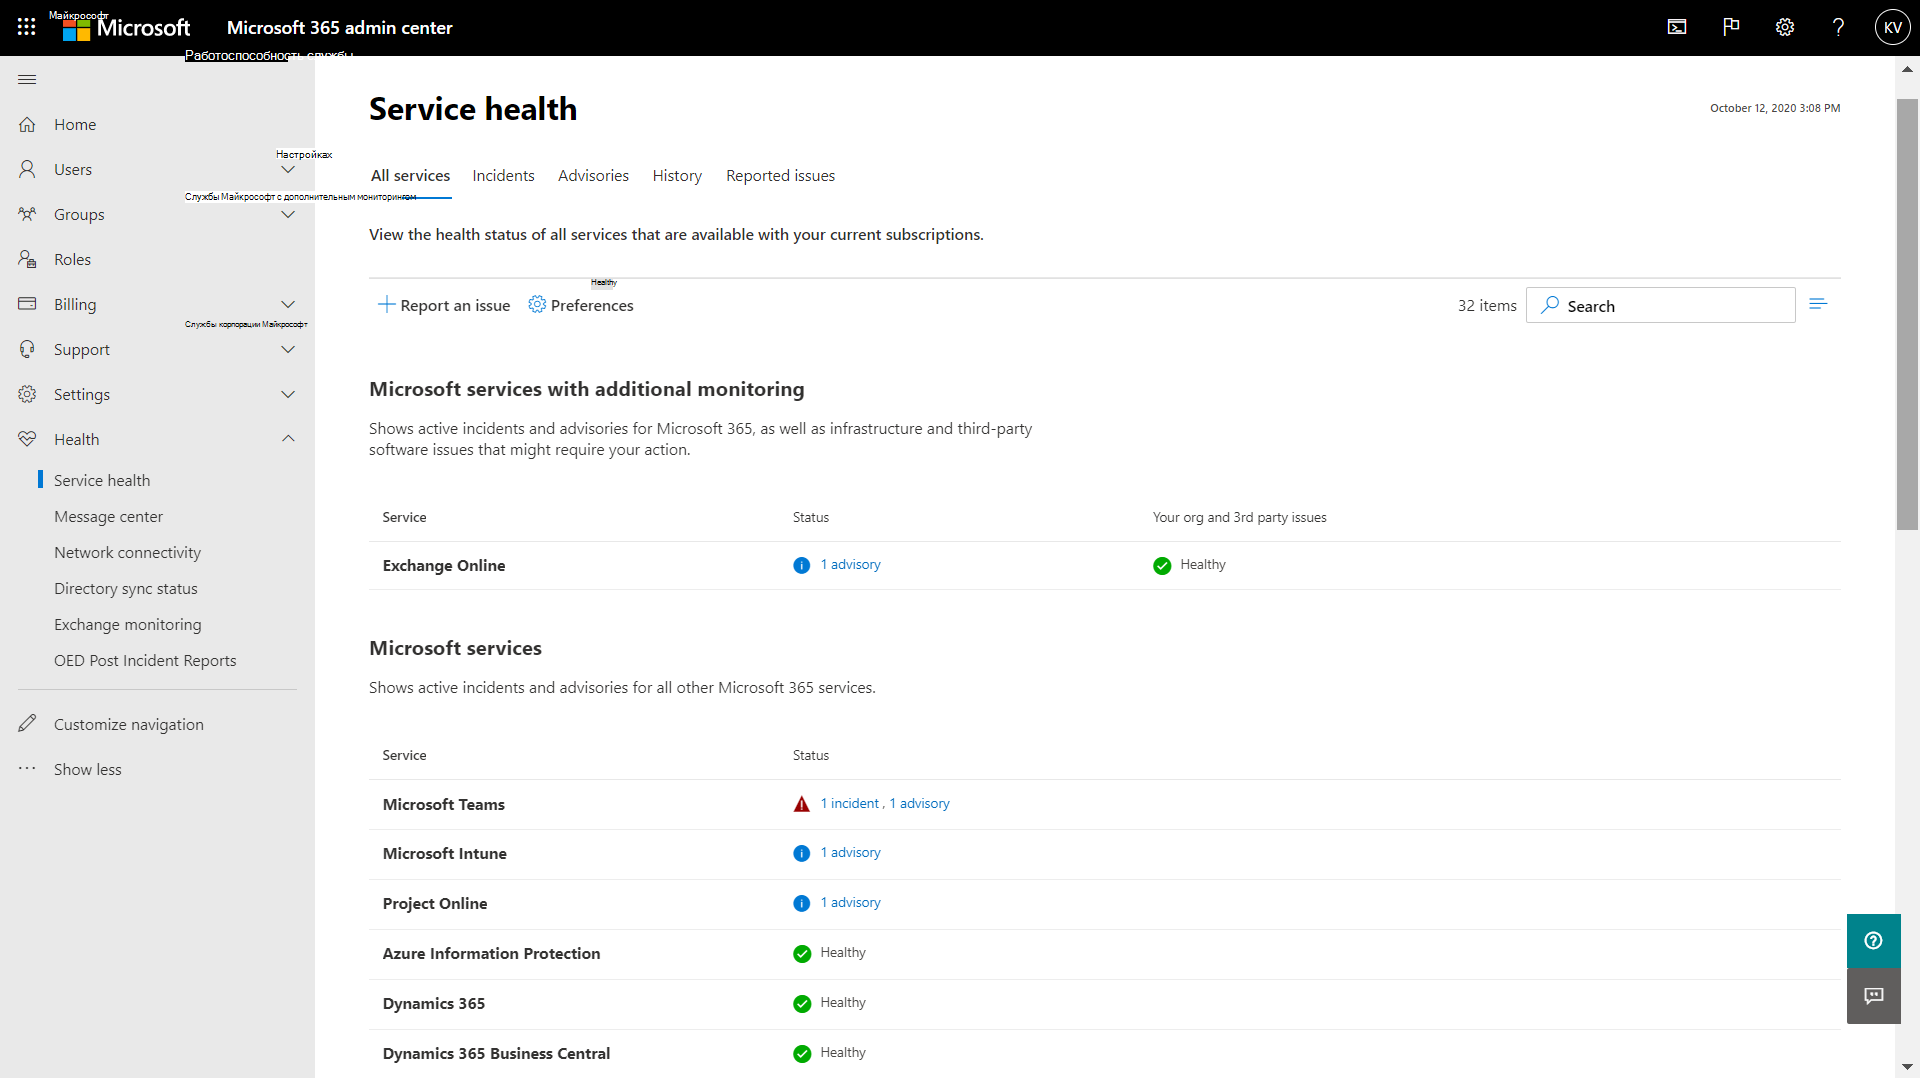 Майкрософт
Microsoft Microsoft 365 admin center KV
Работоспособность службы
Service health October 12, 2020 3:08 PM
Home
Users
Groups
Roles
Billing
Support
Settings
Health
Service health
Message center
Network connectivity
Directory sync status
Exchange monitoring
OED Post Incident Reports
Customize navigation
Show less
Настройках
Службы Майкрософт с дополнительным мониторингом
Службы корпорации Майкрософт
All services Incidents Advisories History Reported issues
View the health status of all services that are available with your current subscriptions.
Healthy
Report an issue Preferences 32 items Search
Microsoft services with additional monitoring
Shows active incidents and advisories for Microsoft 365, as well as infrastructure and third-party
software issues that might require your action.
Service Status Your org and 3rd party issues
Exchange Online 1 advisory Healthy
Microsoft services
Shows active incidents and advisories for all other Microsoft 365 services.
Service Status
Microsoft Teams 1 incident , 1 advisory
Microsoft Intune 1 advisory
Project Online 1 advisory
Azure Information Protection Healthy
Dynamics 365 Healthy
Dynamics 365 Business Central Healthy